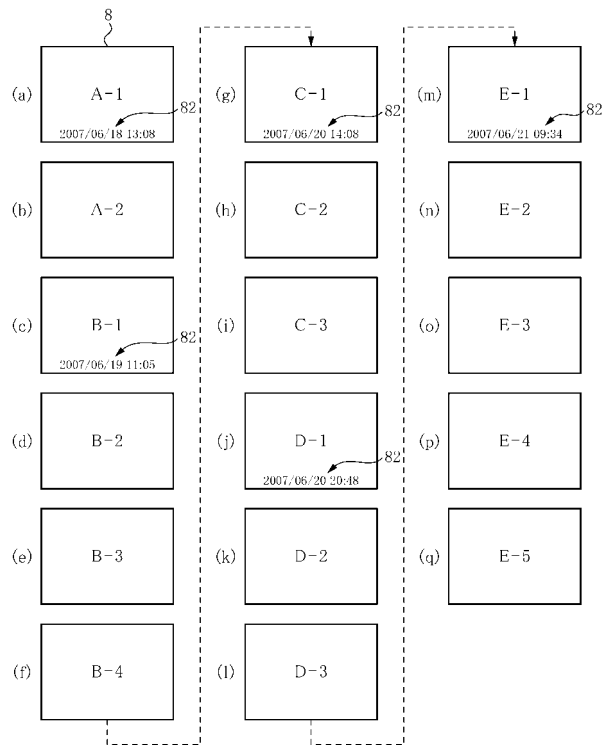 8
(a)
A-1
82
2007/06/18 13:08
(b)
A-2
(c)
B-1
82
2007/06/19 11:05
(d)
B-2
(e)
B-3
(f)
B-4
(g)
C-1
82
2007/06/20 14:08
(h)
C-2
(i)
C-3
(j)
D-1
82
2007/06/20 20:48
(k)
D-2
(l)
D-3
(m)
E-1
82
2007/06/21 09:34
(n)
E-2
(o)
E-3
(p)
E-4
(q)
E-5